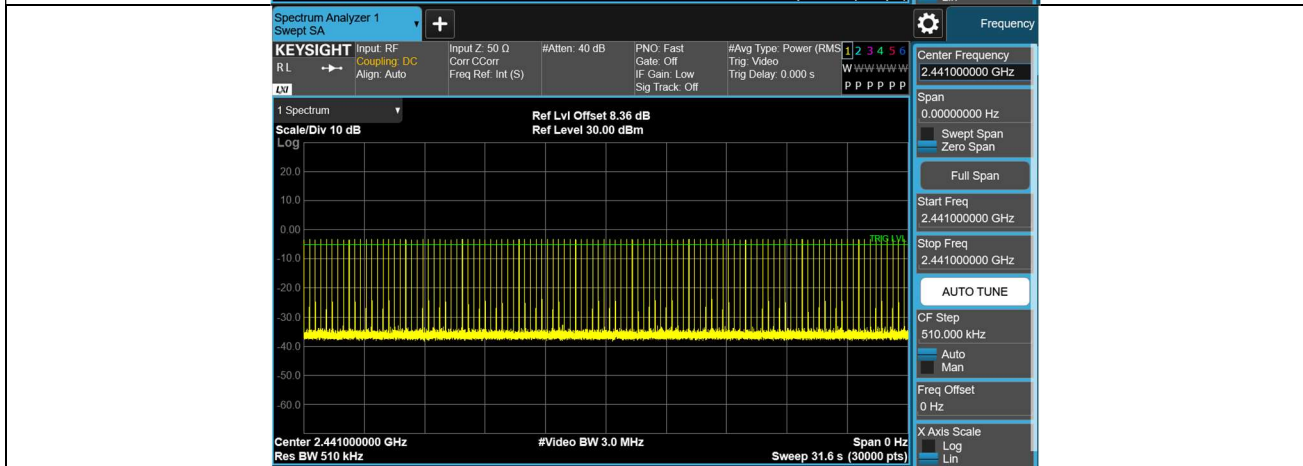 Spectrum Analyzer 1
Swept SA
+
Frequency
KEYSIGHT
RL
LXI
Input: RF
Coupling: DC
Align: Auto
Input Z: 50 Ω
Corr CCorr
Freq Ref: Int (S)
#Atten: 40 dB
PNO: Fast
Gate: Off
IF Gain: Low
Sig Track: Off
#Avg Type: Power (RMS
Trig: Video
Trig Delay: 0.000 s
1 2 3 4 5 6
W W W W W W
P P P P P P
1 Spectrum
Scale/Div 10 dB
Ref Lvl Offset 8.36 dB
Ref Level 30.00 dBm
Log
20.0
10.0
0.00
-10.0
-20.0
-30.0
-40.0
-50.0
-60.0
TRIG LVL
Center 2.441000000 GHz
Res BW 510 kHz
#Video BW 3.0 MHz
Span 0 Hz
Sweep 31.6 s (30000 pts)
Center Frequency
2.441000000 GHz
Span
0.00000000 Hz
Swept Span
Zero Span
Full Span
Start Freq
2.441000000 GHz
Stop Freq
2.441000000 GHz
AUTO TUNE
CF Step
510.000 kHz
Auto
Man
Freq Offset
0 Hz
X Axis Scale
Log
Lin